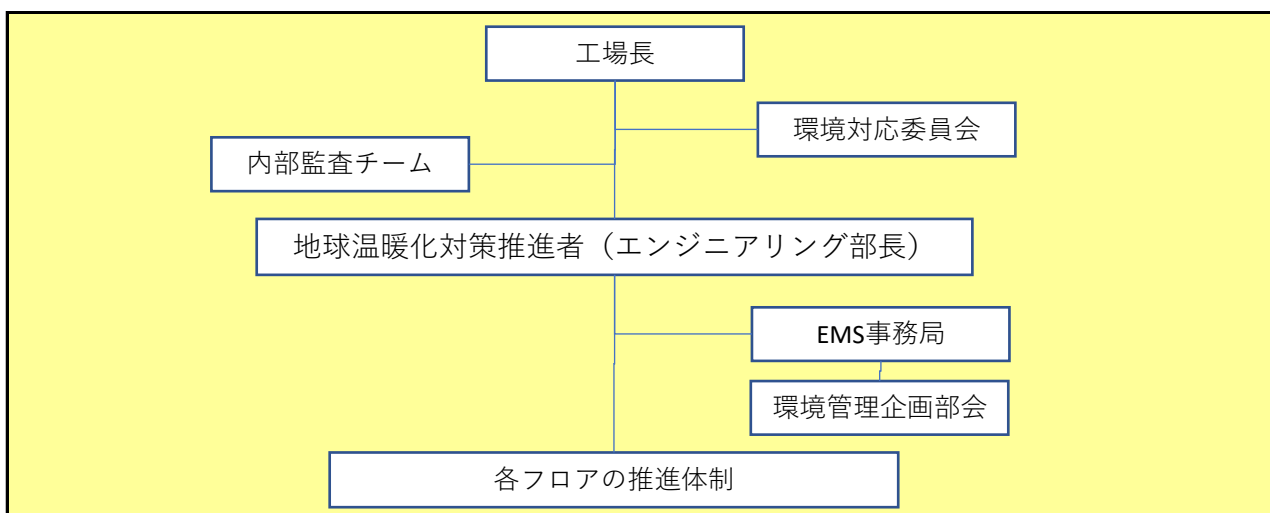 工場長
環境対応委員会
内部監査チーム
地球温暖化対策推進者（エンジニアリング部長）
EMS事務局
環境管理企画部会
各フロアの推進体制